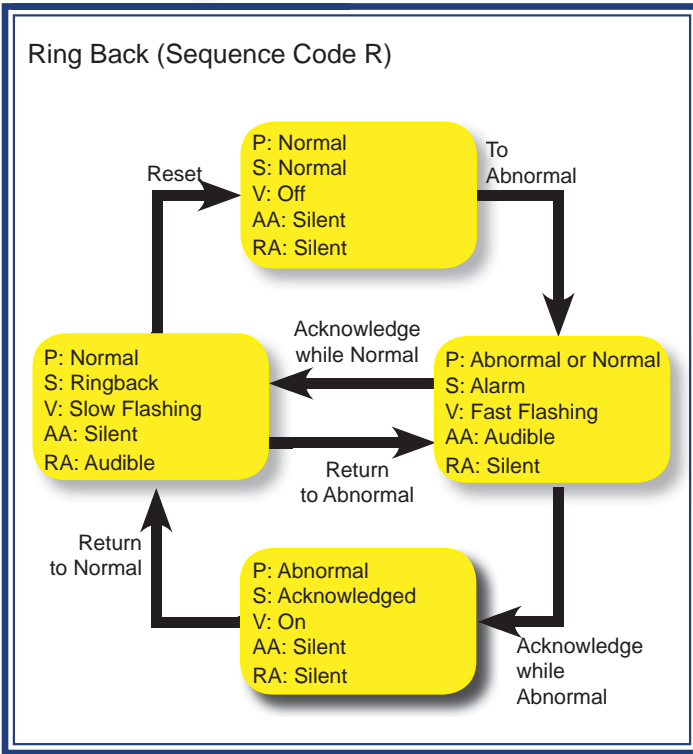 Ring Back (Sequence Code R)
P: Normal
S: Normal
V: Off
AA: Silent
RA: Silent
Reset
To
Abnormal
Acknowledge
while Normal
P: Normal
S: Ringback
V: Slow Flashing
AA: Silent
RA: Audible
P: Abnormal or Normal
S: Alarm
V: Fast Flashing
AA: Audible
RA: Silent
Return
to Abnormal
Return
to Normal
P: Abnormal
S: Acknowledged
V: On
AA: Silent
RA: Silent
Acknowledge
while
Abnormal